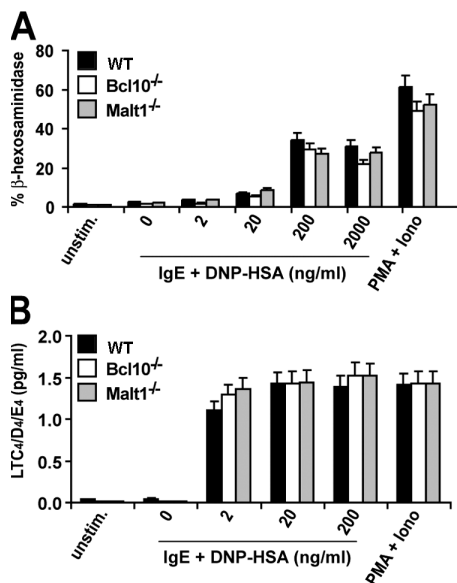 A
% β-hexosaminidase
80
60
40
20
0
WT
Bcl10-/-
Malt1-/-
unstim.
0
2
20
200
2000
PMA + Iono
IgE + DNP-HSA (ng/ml)
B
LTC4/D4/E4 (pg/ml)
2.0
1.5
1.0
0.5
0.0
WT
Bcl10-/-
Malt1-/-
unstim.
0
2
20
200
PMA + Iono
IgE + DNP-HSA (ng/ml)